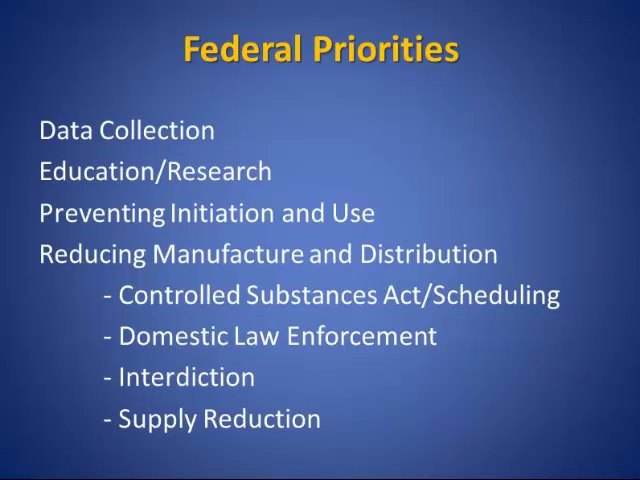 Federal Priorities
Data Collection
Education/Research
Preventing Initiation and Use
Reducing Manufacture and Distribution
- Controlled Substances Act/Scheduling
- Domestic Law Enforcement
- Interdiction
- Supply Reduction